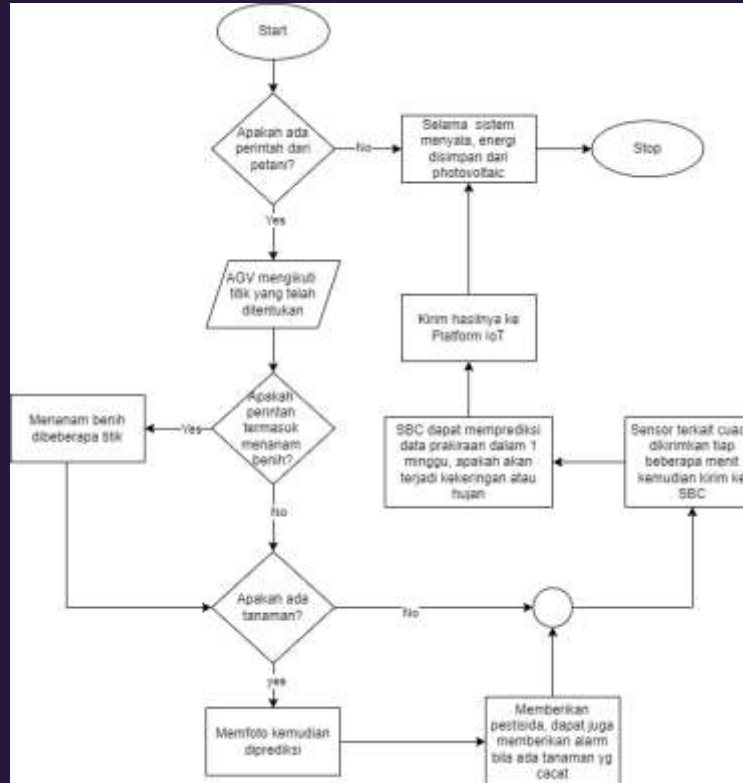 Start
Apakah ada
perintah dari
petani?
No
Selama sistem
menyala, energi
disimpan dari
photovoltaic
Stop
Yes
AGV mengikuti
titik yang telah
ditentukan
Kirim hasilnya ke
Platform IoT
Apakah
perintah
termasuk
menanam
benih?
Yes
Menanam benih
dibeberapa titik
SBC dapat memprediksi
data prakiraan dalam 1
minggu, apakah akan
terjadi kekeringan atau
hujan
Sensor terkait cuac
dikirimkan tiap
beberapa menit
kemudian kirim ke
SBC
No
Apakah ada
tanaman?
No
yes
Memfoto kemudian
diprediksi
Memberikan
pestisida, dapat juga
memberikan alarm
bila ada tanaman yg
cacat